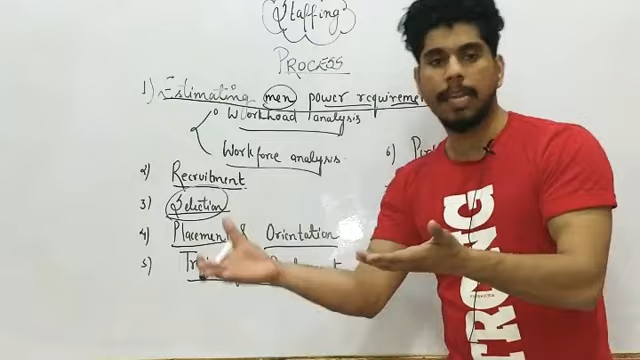 Staffing
PROCESS
1) Estimating men power requirement
Workload analysis
Workforce analysis
2) Recruitment
3) Selection
4) Placement & Orientation
5)
6)
STRONG